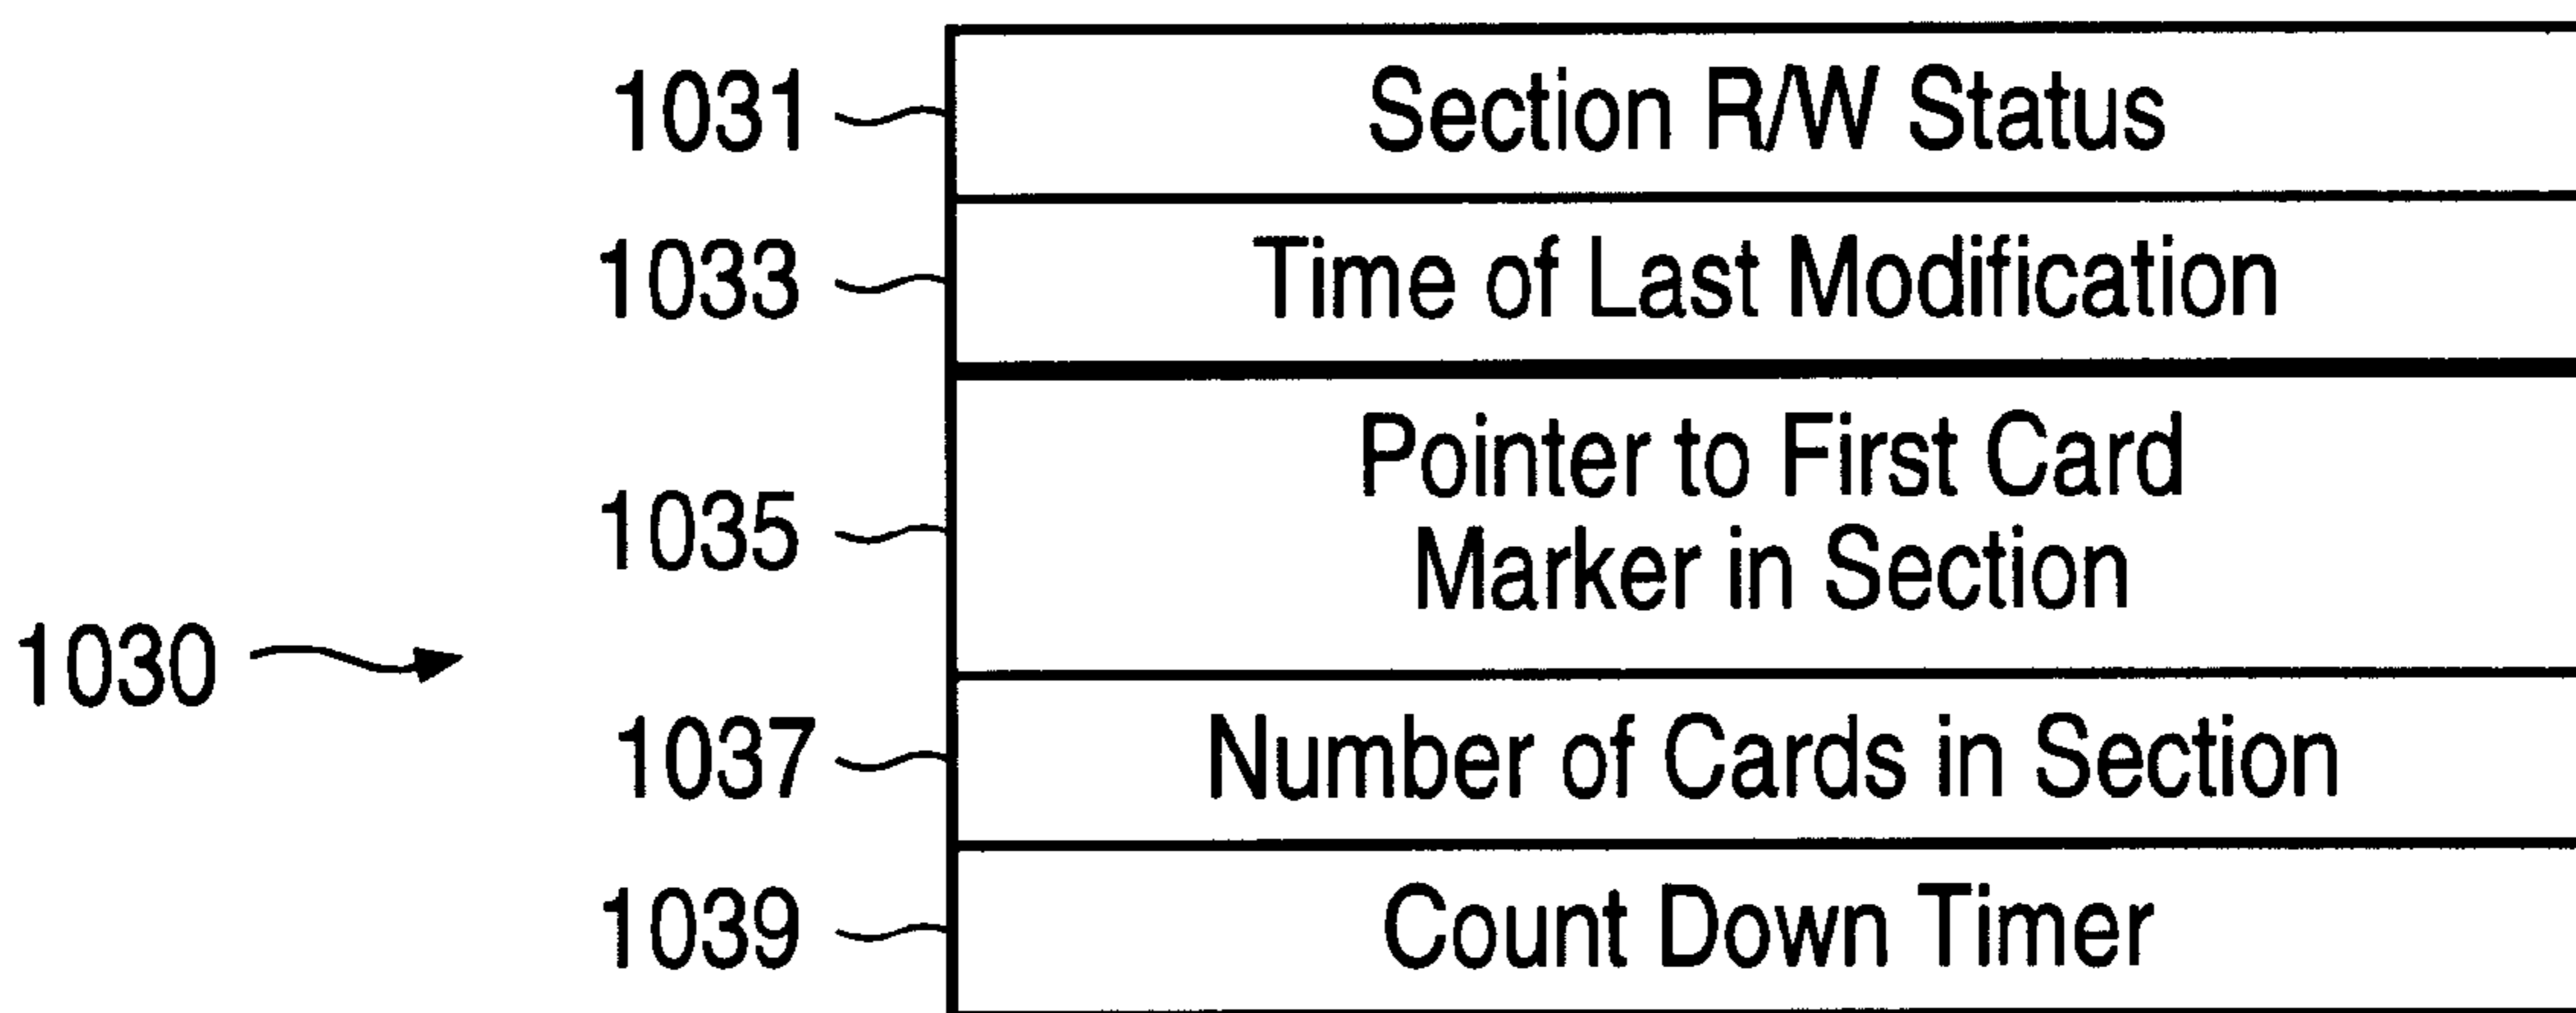 1031 Section R/W Status
1033 Time of Last Modification
Pointer to First Card
1035
Marker in Section
1030
1037 Number of Cards in Section
1039 Count Down Timer